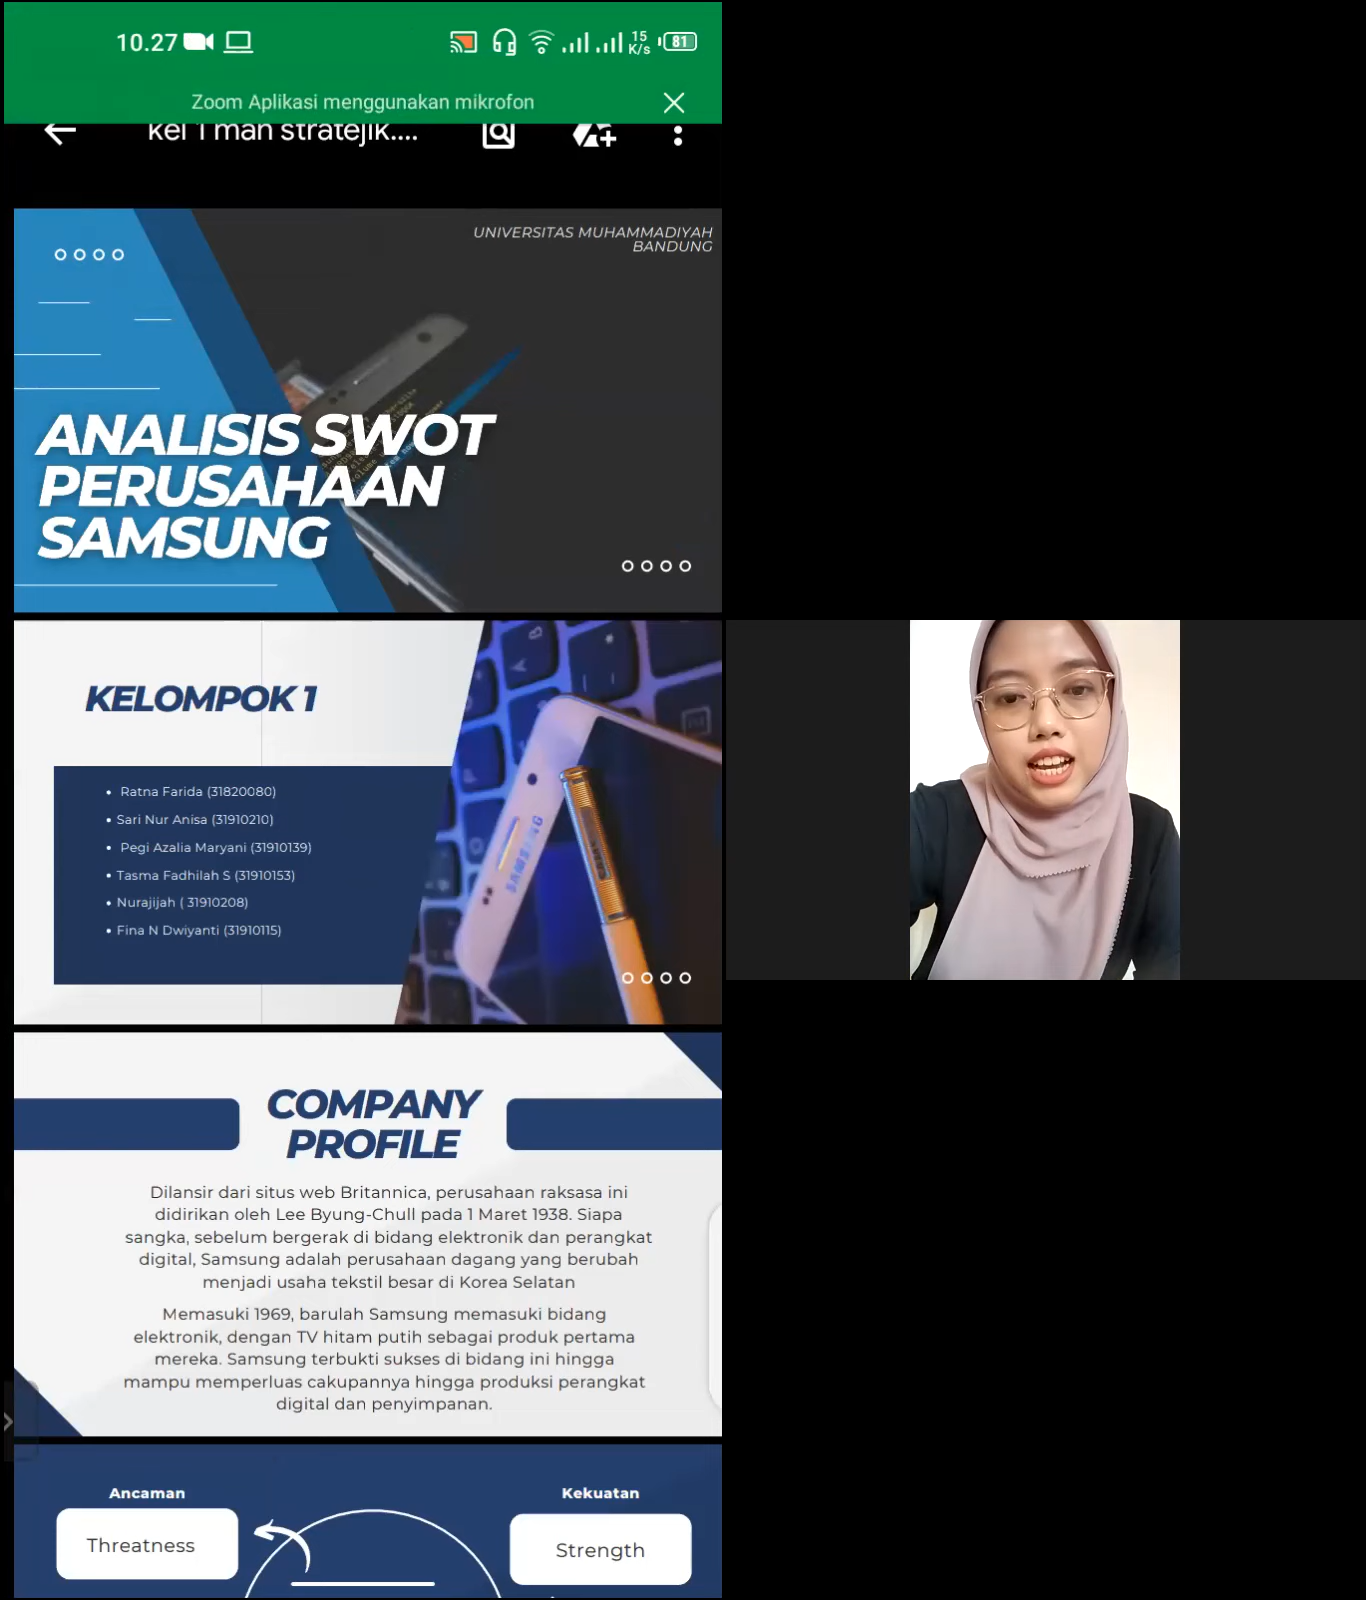 10.27
15
K/s
81
Zoom Aplikasi menggunakan mikrofon
kel 1 man stratejik....
UNIVERSITAS MUHAMMADIYAH
BANDUNG
ANALISIS SWOT
PERUSAHAAN
SAMSUNG
KELOMPOK 1
• Ratna Farida (31820080)
• Sari Nur Anisa (31910210)
• Pegi Azalia Maryani (31910139)
• Tasma Fadhilah S (31910153)
• Nurajijah ( 31910208)
• Fina N Dwiyanti (31910115)
SAMSUNG
COMPANY
PROFILE
Dilansir dari situs web Britannica, perusahaan raksasa ini
didirikan oleh Lee Byung-Chull pada 1 Maret 1938. Siapa
sangka, sebelum bergerak di bidang elektronik dan perangkat
digital, Samsung adalah perusahaan dagang yang berubah
menjadi usaha tekstil besar di Korea Selatan
Memasuki 1969, barulah Samsung memasuki bidang
elektronik, dengan TV hitam putih sebagai produk pertama
mereka. Samsung terbukti sukses di bidang ini hingga
mampu memperluas cakupannya hingga produksi perangkat
digital dan penyimpanan.
Ancaman
Threatness
Kekuatan
Strength